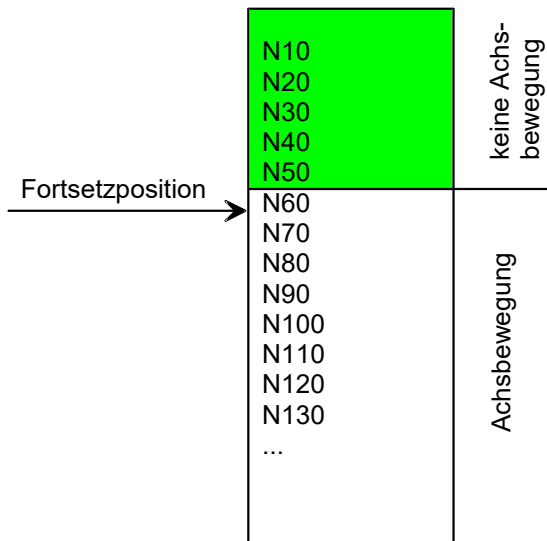 N10
N20
N30
N40
N50
Fortsetzposition
N60
N70
N80
N90
N100
N110
N120
N130
...
keine Achs-
bewegung
Achsbewegung